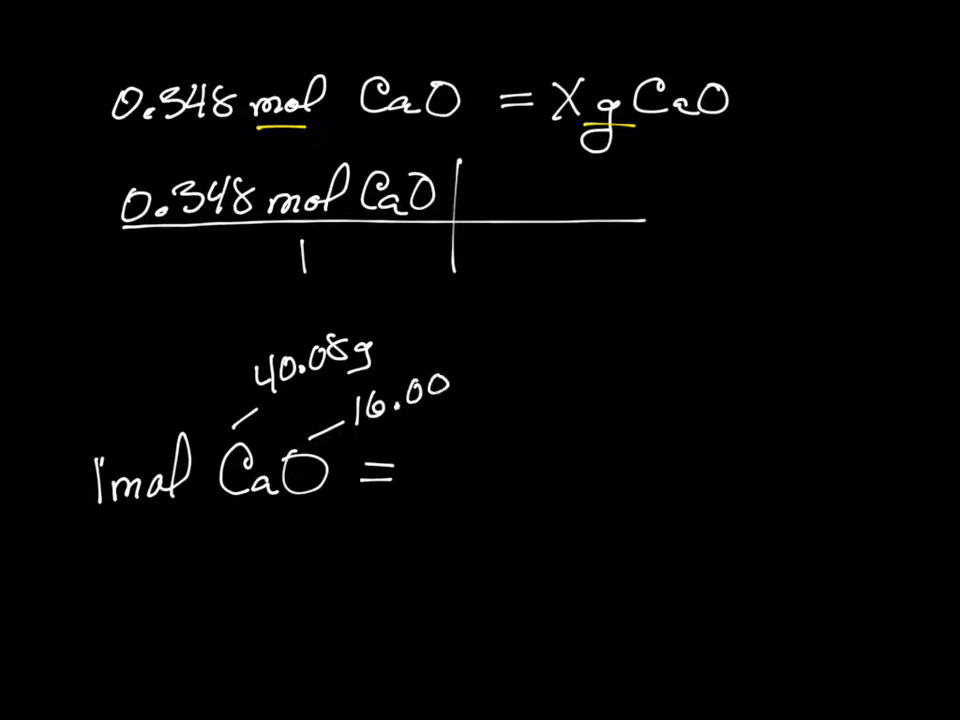 0.348 mol CaO = X g CaO
0.348 mol CaO
1
40.08g
16.00
1mol CaO =